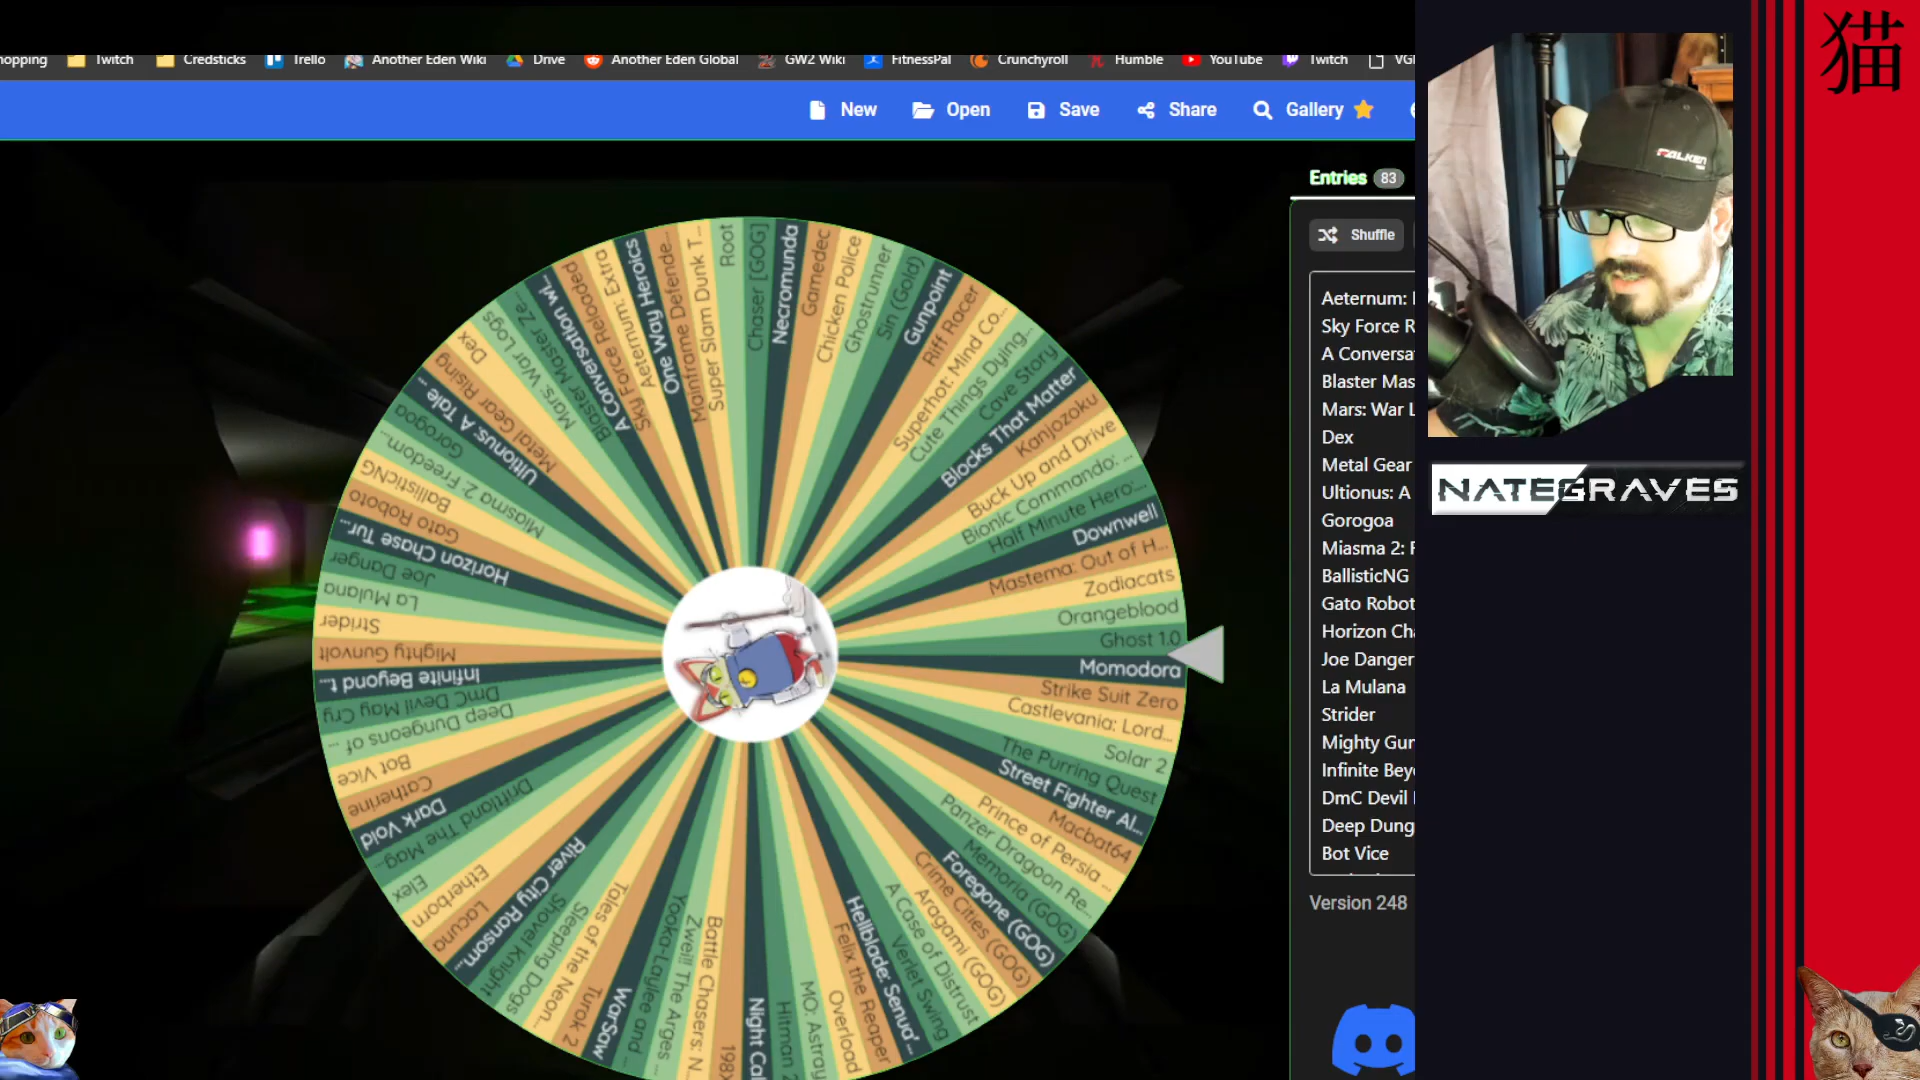 hopping Twitch Credsticks Trello Another Eden Wiki Drive Another Eden Global GW2 Wiki FitnessPal Crunchyroll Humble YouTube Twitch VG
New Open Save Share Gallery
Entries 83
Shuffle
Aeternum:
Sky Force R
A Conversa
Blaster Mas
Mars: War L
Dex
Metal Gear
Ultionus: A
Gorogoa
Miasma 2: F
BallisticNG
Gato Robot
Horizon Cha
Joe Danger
La Mulana
Strider
Mighty Gun
Infinite Bey
DmC Devil
Deep Dung
Bot Vice
Version 248
Root
Chaser [GOG]
Necromunda
Gamedec
Chicken Police
Ghostrunner
Sin (Gold)
Gunpoint
Riff Racer
Superhot: Mind Co...
Cute Things Dying...
Cave Story
Blocks That Matter
Kanjozoku
Buck Up and Drive
Bionic Commando: ...
Half Minute Hero:...
Downwell
Mastema: Out of H...
Zodiacats
Orangeblood
Ghost 1.0
Momodora
Strike Suit Zero
Castlevania: Lord...
Solar 2
The Purring Quest
Street Fighter Al...
Macbat64
Prince of Persia ...
Panzer Dragoon Re...
Memoria (GOG)
Foregone (GOG)
Crime Cities (GOG)
Aragami (GOG)
A Case of Distrust
Verlet Swing
Hellblade: Senua'...
Felix the Reaper
Overload
MO: Astray
Hitman 2
Night Cal
198X
Battle Chasers: N...
Zwei!! The Arges ...
Yooka-Laylee and ...
WarSaw
Turok 2
Tales of the Neon...
Sleeping Dogs
Shovel Knight
River City Ransom...
Lacuna
Etherborn
Elex
Driftland The Mag...
Dark Void
Catherine
Bot Vice
Deep Dungeons of ...
DmC Devil May Cry
Infinite Beyond t...
Mighty Gunvolt
Strider
La Mulana
Joe Danger
Horizon Chase Tur...
Gato Roboto
BallisticNG
Miasma 2: Freedom...
Gorogoa
Ultionus: A Tale ...
Metal Gear Rising
Dex
Mars: War Logs
Blaster Master Ze...
A Conversation wi...
Sky Force Reloaded
Aeternum: Extra
One Way Heroics
Mainframe Defende...
Super Slam Dunk T...
FALKEN
NATEGRAVES
猫